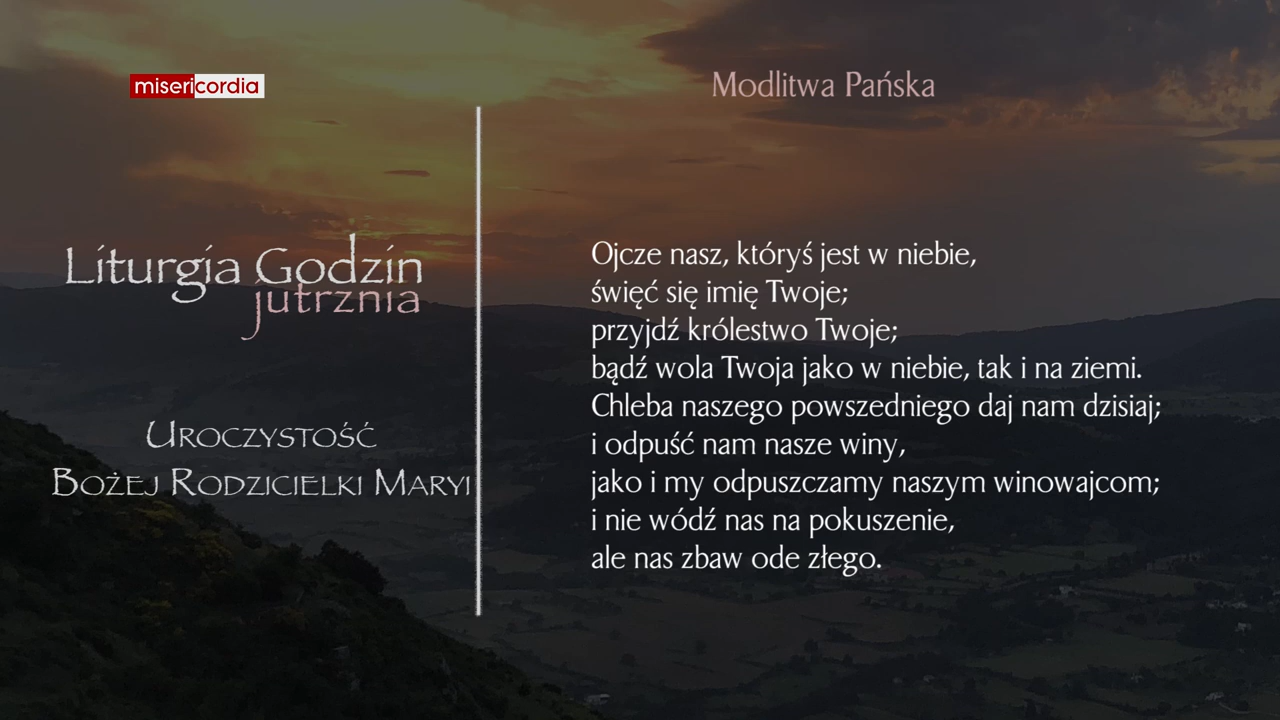 misericordia
Liturgia Godzin
jutrznia
Uroczystość
Bożej Rodzicielki Maryi
Modlitwa Pańska
Ojcze nasz, któryś jest w niebie,
święć się imię Twoje;
przyjdź królestwo Twoje;
bądź wola Twoja jako w niebie, tak i na ziemi.
Chleba naszego powszedniego daj nam dzisiaj;
i odpuść nam nasze winy,
jako i my odpuszczamy naszym winowajcom;
i nie wódź nas na pokuszenie,
ale nas zbaw ode złego.